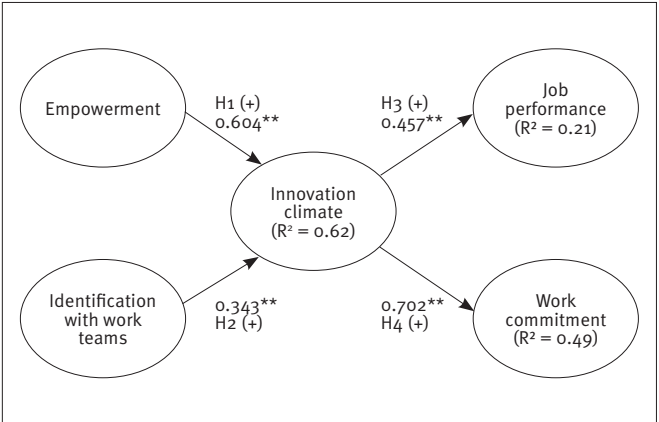 Empowerment
H1 (+)
0.604**
H3 (+)
0.457**
Job
performance
(R² = 0.21)
Innovation
climate
(R² = 0.62)
Identification
with work
teams
0.343**
H2 (+)
0.702**
H4 (+)
Work
commitment
(R² = 0.49)